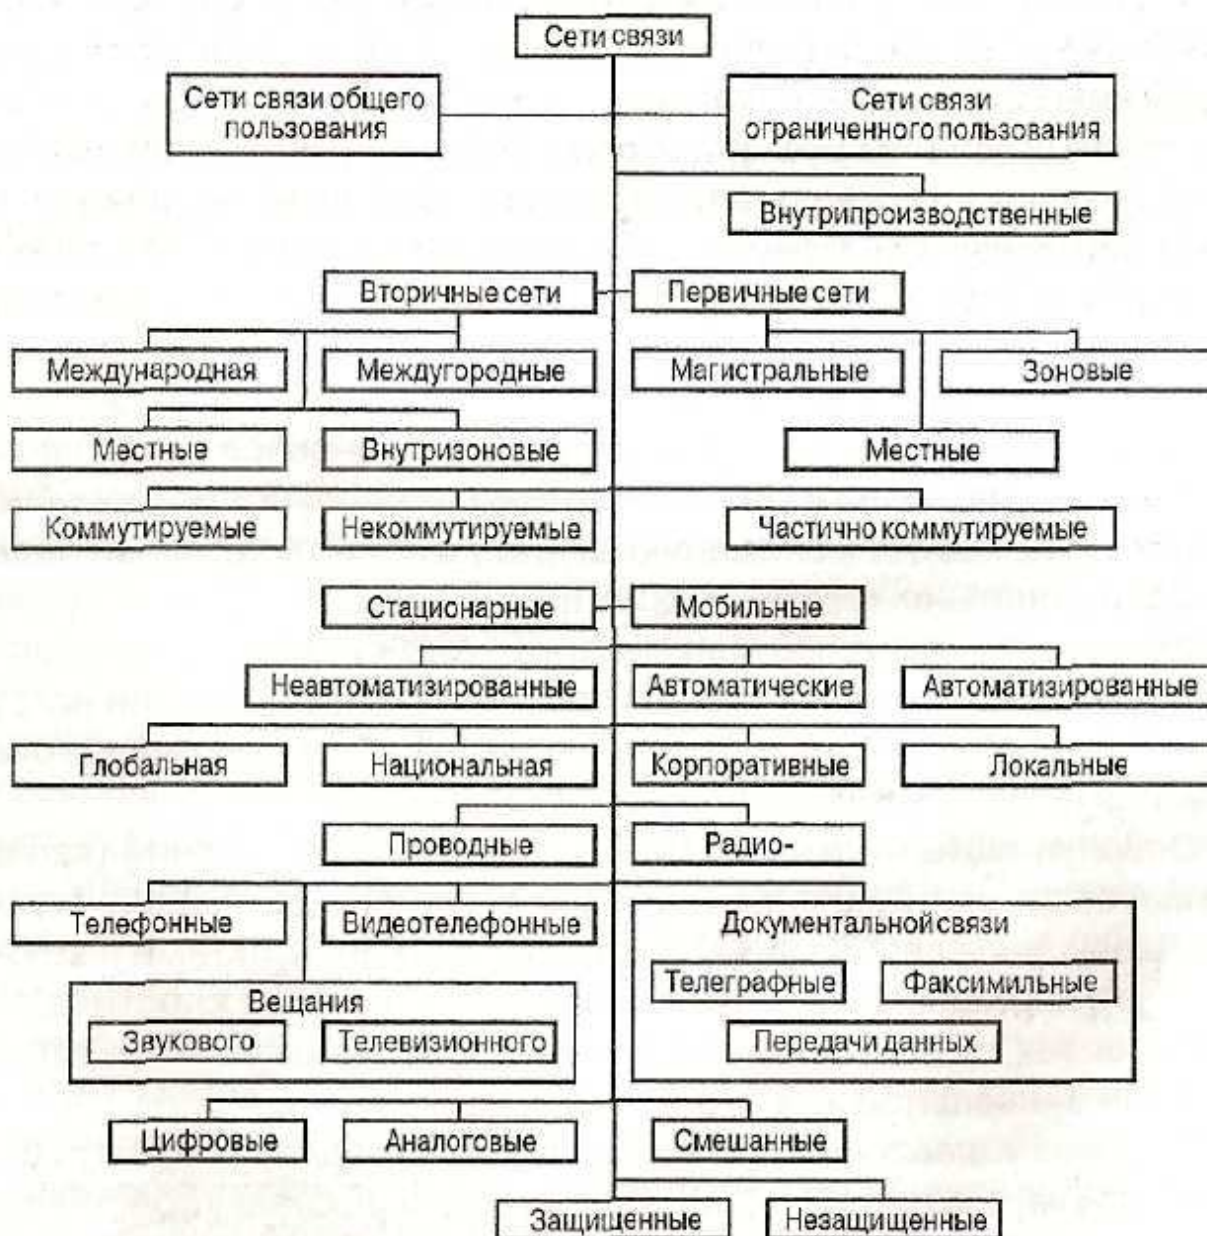 Сети связи
Сети связи общего
пользования
Сети связи
ограниченного пользования
Внутрипроизводственные
Вторичные сети
Первичные сети
Международная
Междугородные
Магистральные
Зоновые
Местные
Внутризоновые
Местные
Коммутируемые
Некоммутируемые
Частично коммутируемые
Стационарные
Мобильные
Неавтоматизированные
Автоматические
Автоматизированные
Глобальная
Национальная
Корпоративные
Локальные
Проводные
Радио-
Телефонные
Видеотелефонные
Документальной связи
Телеграфные
Факсимильные
Передачи данных
Вещания
Звукового
Телевизионного
Цифровые
Аналоговые
Смешанные
Защищенные
Незащищенные